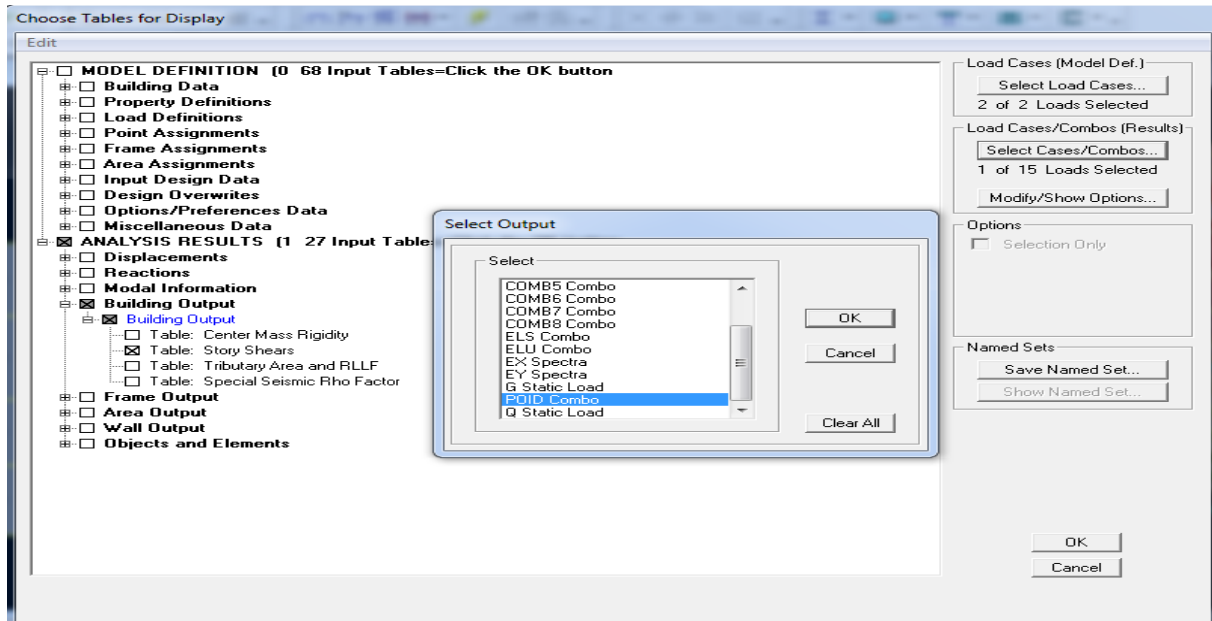 Choose Tables for Display
Edit
MODEL DEFINITION (0 68 Input Tables=Click the OK button
Building Data
Property Definitions
Load Definitions
Point Assignments
Frame Assignments
Area Assignments
Input Design Data
Design Overwrites
Options/Preferences Data
Miscellaneous Data
ANALYSIS RESULTS (1 27 Input Table=
Displacements
Reactions
Modal Information
Building Output
Building Output
Table: Center Mass Rigidity
Table: Story Shears
Table: Tributary Area and RLLF
Table: Special Seismic Rho Factor
Frame Output
Area Output
Wall Output
Objects and Elements
Select Output
Select
COMB5 Combo
COMB6 Combo
COMB7 Combo
COMB8 Combo
ELS Combo
ELU Combo
EX Spectra
EY Spectra
G Static Load
POID Combo
Q Static Load
OK
Cancel
Clear All
Load Cases (Model Def.)
Select Load Cases...
2 of 2 Loads Selected
Load Cases/Combos (Results)
Select Cases/Combos...
1 of 15 Loads Selected
Modify/Show Options...
Options
Selection Only
Named Sets
Save Named Set...
Show Named Set...
OK
Cancel